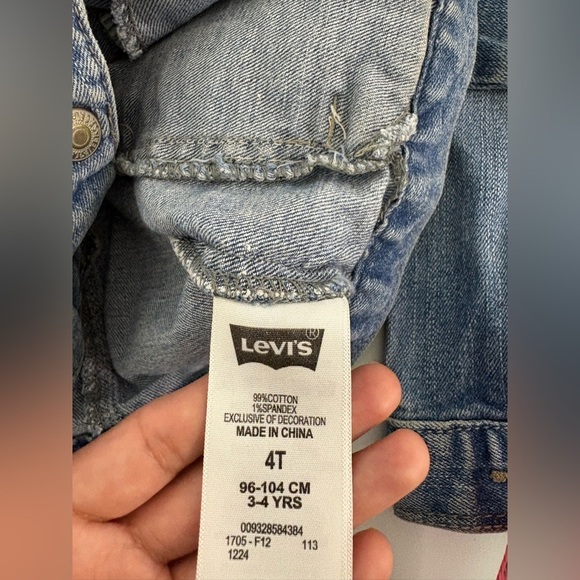 LEVI'S ®
99%COTTON
1%SPANDEX
EXCLUSIVE OF DECORATION
MADE IN CHINA
4T
96-104 CM
3-4 YRS
009328584384
1705 - F12 113
1224